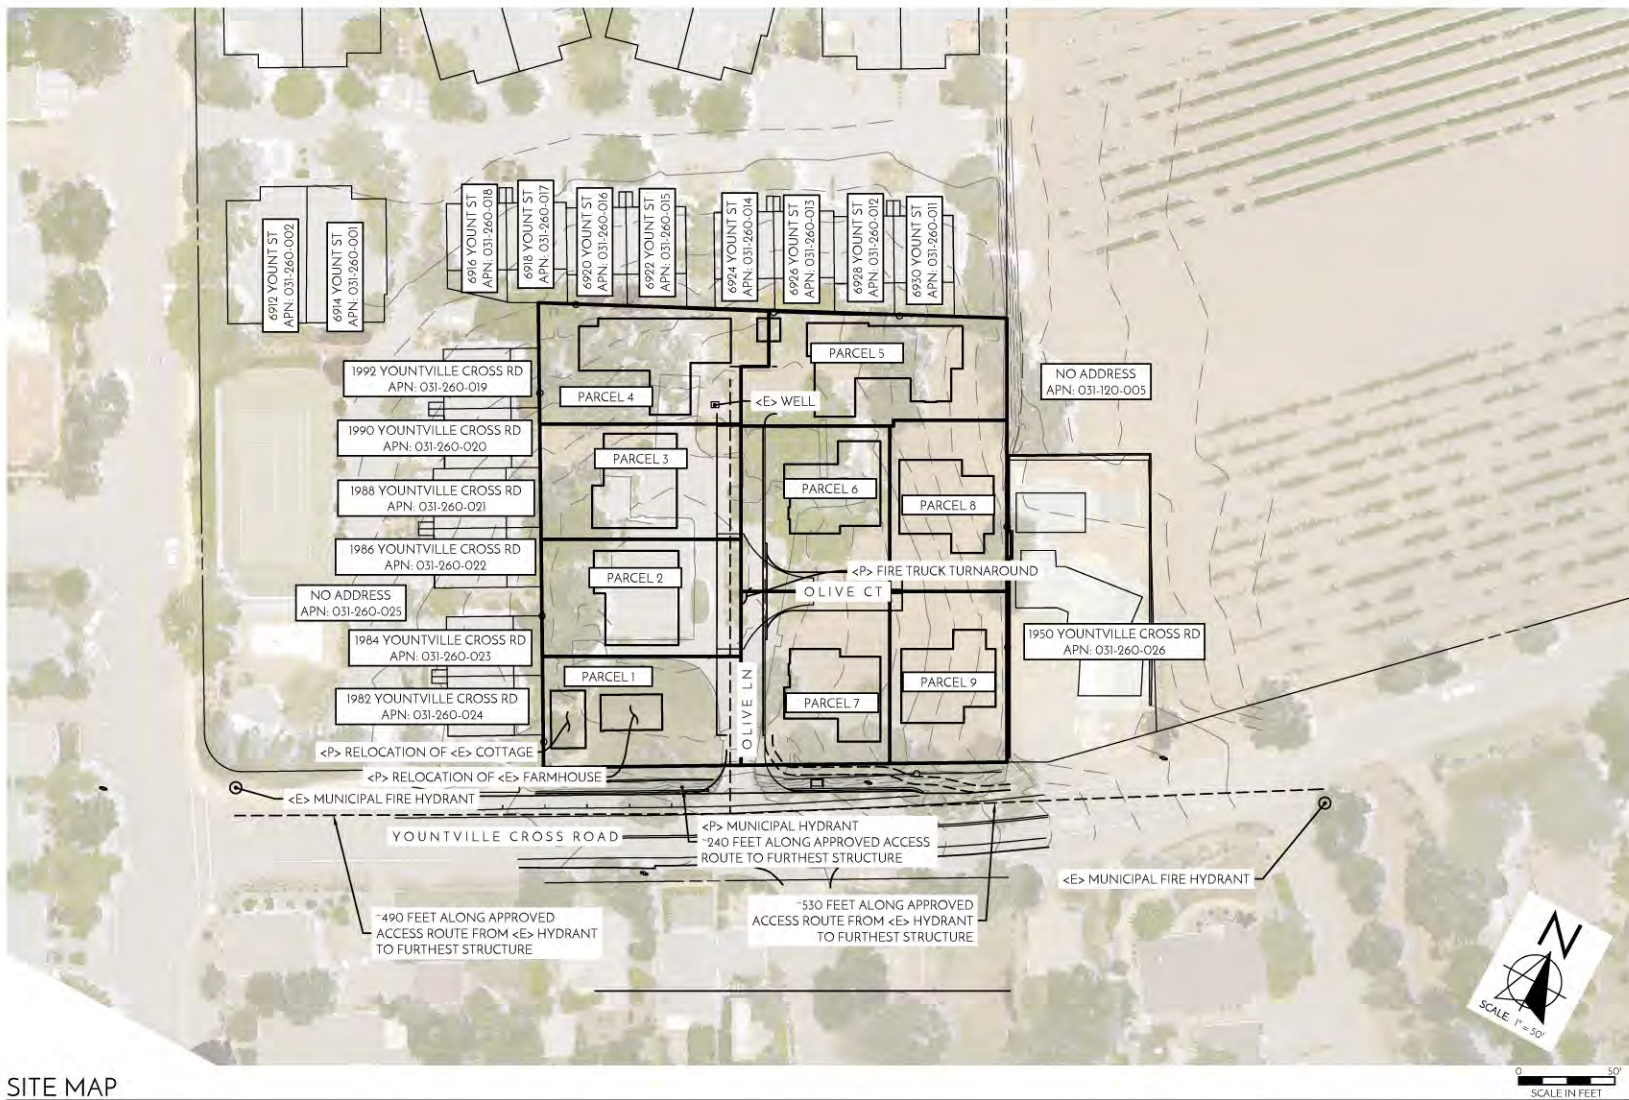 6912 YOUNT ST
APN: 031-260-002
6914 YOUNT ST
APN: 031-260-001
6916 YOUNT ST
APN: 031-260-018
6918 YOUNT ST
APN: 031-260-017
6920 YOUNT ST
APN: 031-260-016
6922 YOUNT ST
APN: 031-260-015
6924 YOUNT ST
APN: 031-260-014
6926 YOUNT ST
APN: 031-260-013
6928 YOUNT ST
APN: 031-260-012
6930 YOUNT ST
APN: 031-260-011
1992 YOUNTVILLE CROSS RD
APN: 031-260-019
1990 YOUNTVILLE CROSS RD
APN: 031-260-020
1988 YOUNTVILLE CROSS RD
APN: 031-260-021
1986 YOUNTVILLE CROSS RD
APN: 031-260-022
NO ADDRESS
APN: 031-260-025
1984 YOUNTVILLE CROSS RD
APN: 031-260-023
1982 YOUNTVILLE CROSS RD
APN: 031-260-024
PARCEL 4
PARCEL 5
<E> WELL
NO ADDRESS
APN: 031-120-005
PARCEL 3
PARCEL 6
PARCEL 8
PARCEL 2
<P> FIRE TRUCK TURNAROUND
OLIVE CT
1950 YOUNTVILLE CROSS RD
APN: 031-260-026
PARCEL 1
OLIVE LN
PARCEL 7
PARCEL 9
<P> RELOCATION OF <E> COTTAGE
<P> RELOCATION OF <E> FARMHOUSE
<E> MUNICIPAL FIRE HYDRANT
YOUNTVILLE CROSS ROAD
<P> MUNICIPAL HYDRANT
~240 FEET ALONG APPROVED ACCESS
ROUTE TO FURTHEST STRUCTURE
<E> MUNICIPAL FIRE HYDRANT
~490 FEET ALONG APPROVED
ACCESS ROUTE FROM <E> HYDRANT
TO FURTHEST STRUCTURE
~530 FEET ALONG APPROVED
ACCESS ROUTE FROM <E> HYDRANT
TO FURTHEST STRUCTURE
N
SCALE: 1" = 50'
SITE MAP
0 50'
SCALE IN FEET